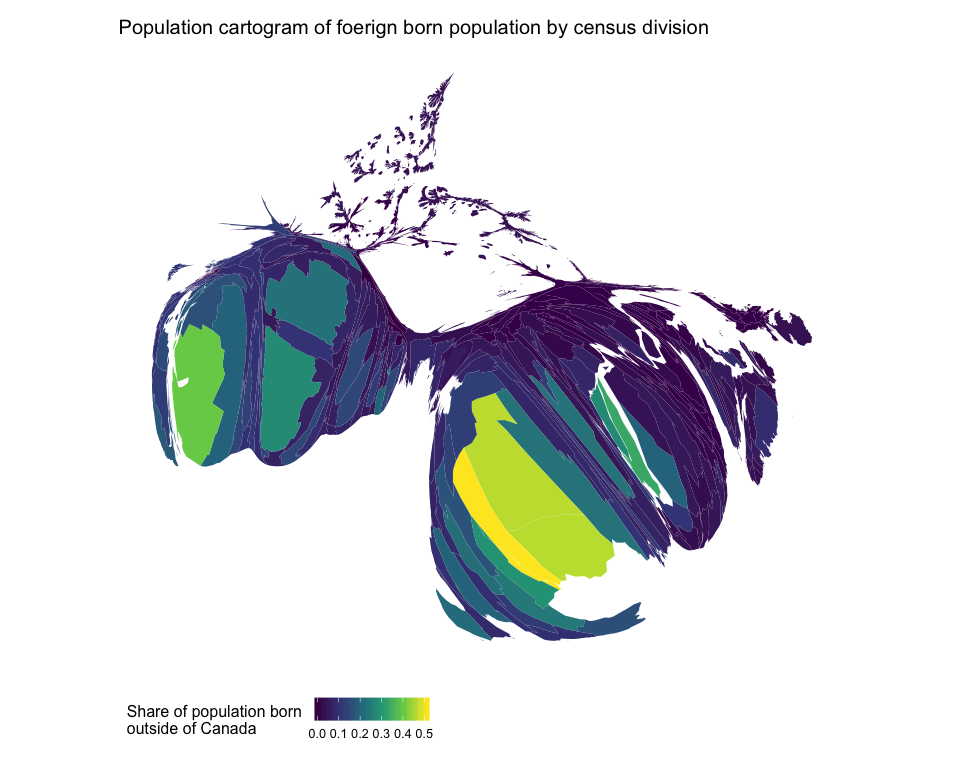 Population cartogram of foerign born population by census division
Share of population born
outside of Canada
0.0 0.1 0.2 0.3 0.4 0.5